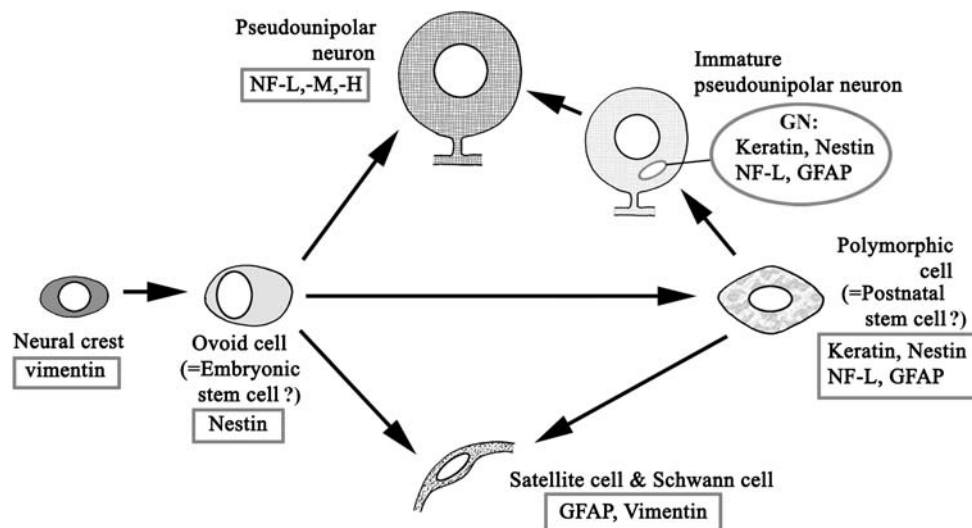 Pseudounipolar
neuron
NF-L,-M,-H
Immature
pseudounipolar neuron
GN:
Keratin, Nestin
NF-L, GFAP
Neural crest
vimentin
Ovoid cell
(=Embryonic
stem cell ?)
Nestin
Polymorphic
cell
(=Postnatal
stem cell ?)
Keratin, Nestin
NF-L, GFAP
Satellite cell & Schwann cell
GFAP, Vimentin